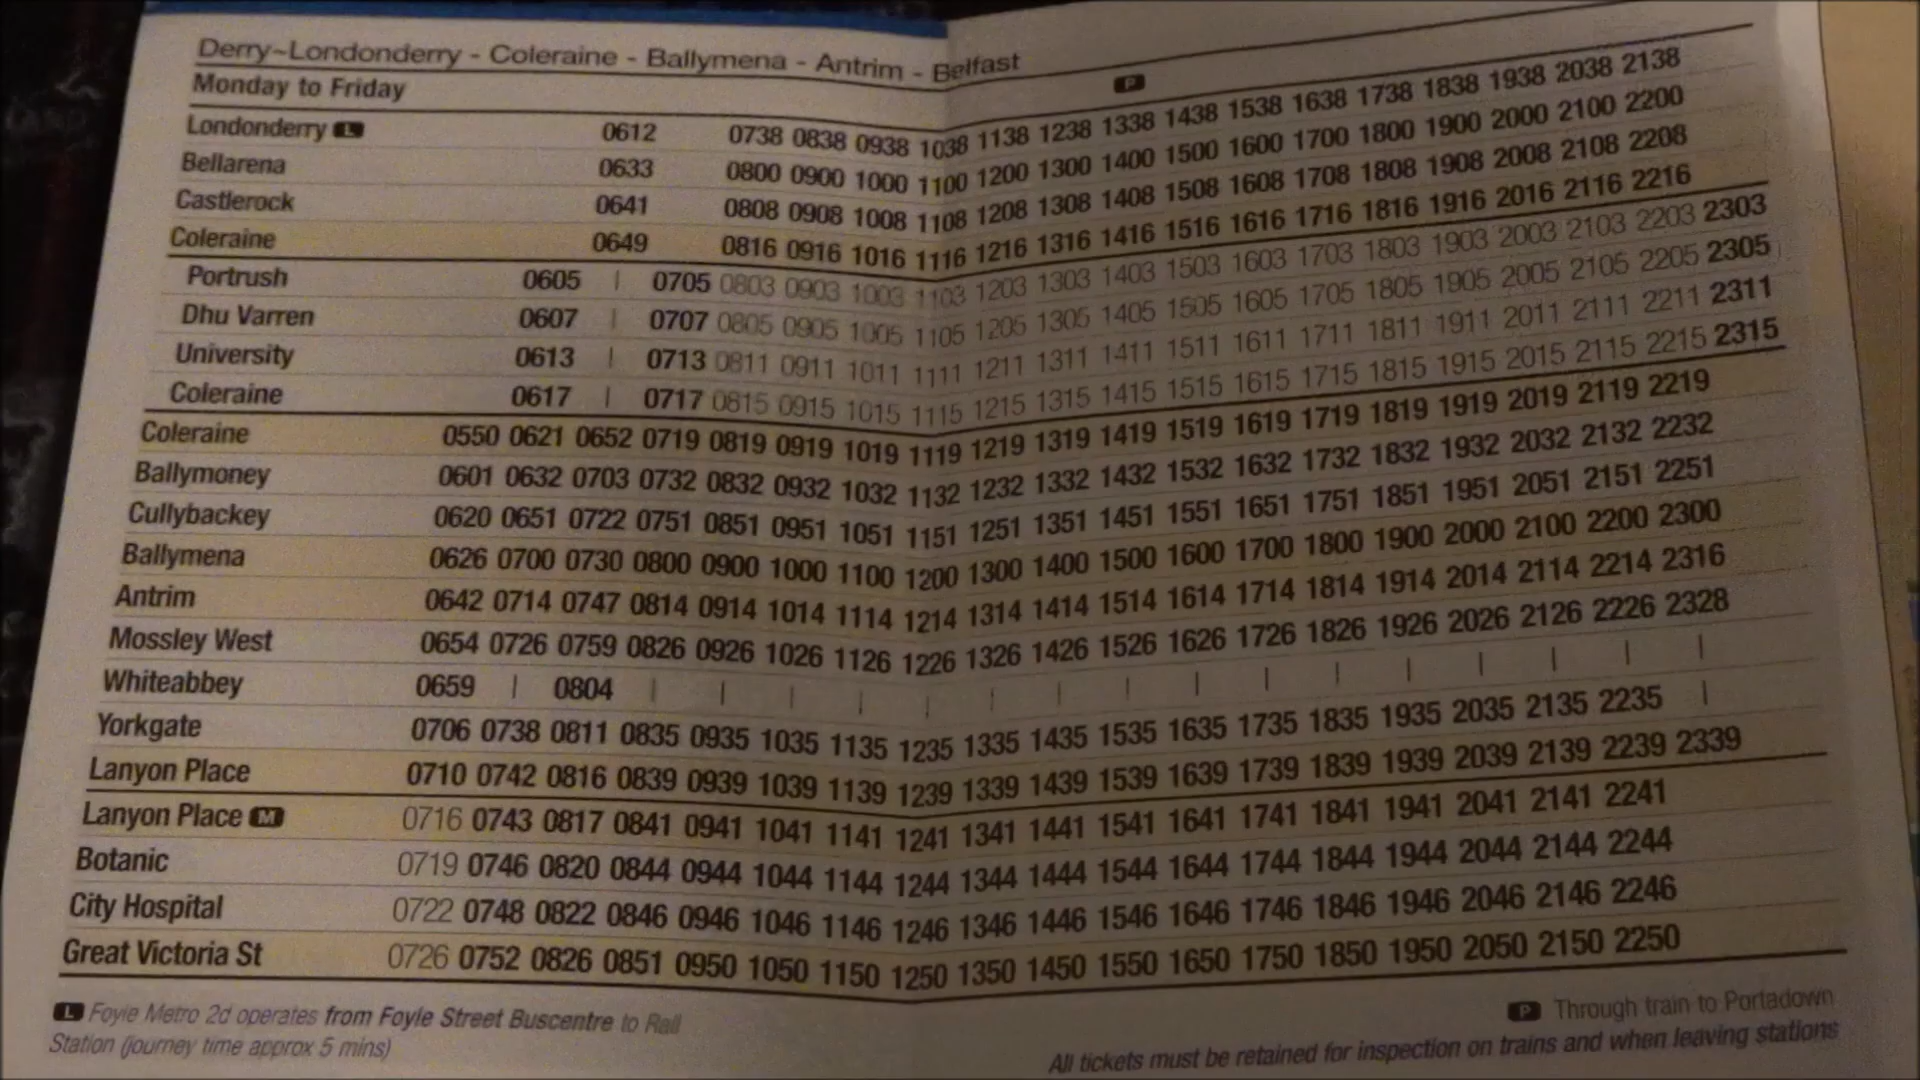 Derry~Londonderry - Coleraine - Ballymena - Antrim - Belfast
Monday to Friday P
Londonderry L 0612 0738 0838 0938 1038 1138 1238 1338 1438 1538 1638 1738 1838 1938 2038 2138
Bellarena 0633 0800 0900 1000 1100 1200 1300 1400 1500 1600 1700 1800 1900 2000 2100 2200
Castlerock 0641 0808 0908 1008 1108 1208 1308 1408 1508 1608 1708 1808 1908 2008 2108 2208
Coleraine 0649 0816 0916 1016 1116 1216 1316 1416 1516 1616 1716 1816 1916 2016 2116 2216
Portrush 0605 | 0705 0803 0903 1003 1103 1203 1303 1403 1503 1603 1703 1803 1903 2003 2103 2203 2303
Dhu Varren 0607 | 0707 0805 0905 1005 1105 1205 1305 1405 1505 1605 1705 1805 1905 2005 2105 2205 2305
University 0613 | 0713 0811 0911 1011 1111 1211 1311 1411 1511 1611 1711 1811 1911 2011 2111 2211 2311
Coleraine 0617 | 0717 0815 0915 1015 1115 1215 1315 1415 1515 1615 1715 1815 1915 2015 2115 2215 2315
Coleraine 0550 0621 0652 0719 0819 0919 1019 1119 1219 1319 1419 1519 1619 1719 1819 1919 2019 2119 2219
Ballymoney 0601 0632 0703 0732 0832 0932 1032 1132 1232 1332 1432 1532 1632 1732 1832 1932 2032 2132 2232
Cullybackey 0620 0651 0722 0751 0851 0951 1051 1151 1251 1351 1451 1551 1651 1751 1851 1951 2051 2151 2251
Ballymena 0626 0700 0730 0800 0900 1000 1100 1200 1300 1400 1500 1600 1700 1800 1900 2000 2100 2200 2300
Antrim 0642 0714 0747 0814 0914 1014 1114 1214 1314 1414 1514 1614 1714 1814 1914 2014 2114 2214 2316
Mossley West 0654 0726 0759 0826 0926 1026 1126 1226 1326 1426 1526 1626 1726 1826 1926 2026 2126 2226 2328
Whiteabbey 0659 | 0804 | | | | | | | | | | | | | | | |
Yorkgate 0706 0738 0811 0835 0935 1035 1135 1235 1335 1435 1535 1635 1735 1835 1935 2035 2135 2235 |
Lanyon Place 0710 0742 0816 0839 0939 1039 1139 1239 1339 1439 1539 1639 1739 1839 1939 2039 2139 2239 2339
Lanyon Place M 0716 0743 0817 0841 0941 1041 1141 1241 1341 1441 1541 1641 1741 1841 1941 2041 2141 2241
Botanic 0719 0746 0820 0844 0944 1044 1144 1244 1344 1444 1544 1644 1744 1844 1944 2044 2144 2244
City Hospital 0722 0748 0822 0846 0946 1046 1146 1246 1346 1446 1546 1646 1746 1846 1946 2046 2146 2246
Great Victoria St 0726 0752 0826 0851 0950 1050 1150 1250 1350 1450 1550 1650 1750 1850 1950 2050 2150 2250
L Foyle Metro 2d operates from Foyle Street Buscentre to Rail
Station (journey time approx 5 mins)
P Through train to Portadown
All tickets must be retained for inspection on trains and when leaving stations